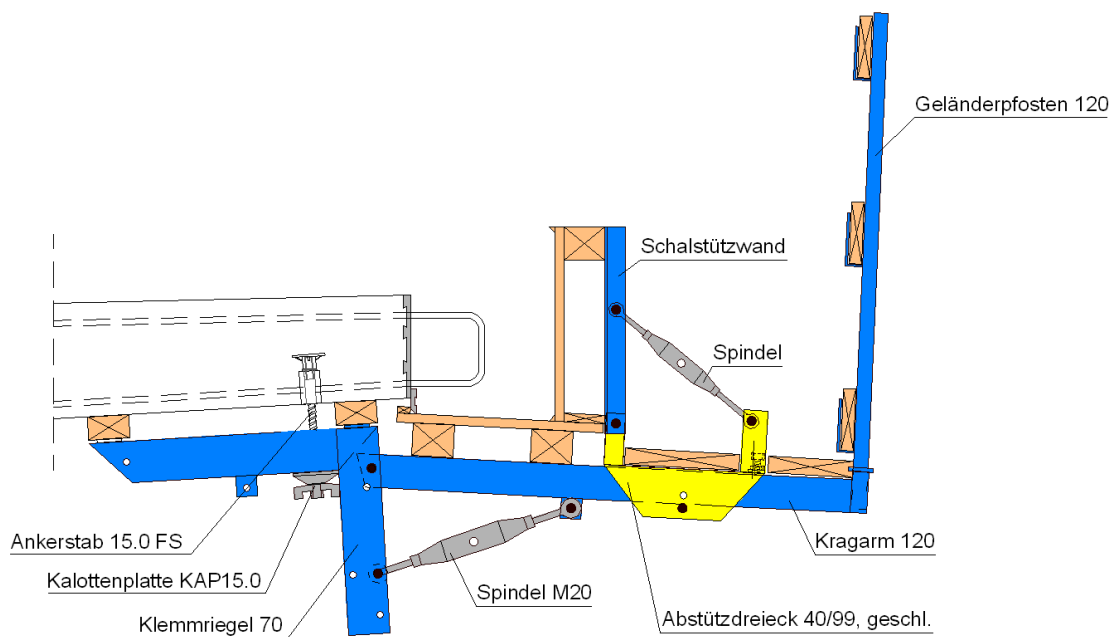 Geländerpfosten 120
Schalstützwand
Spindel
Ankerstab 15.0 FS
Kragarm 120
Kalottenplatte KAP15.0
Spindel M20
Abstützdreieck 40/99, geschl.
Klemmriegel 70